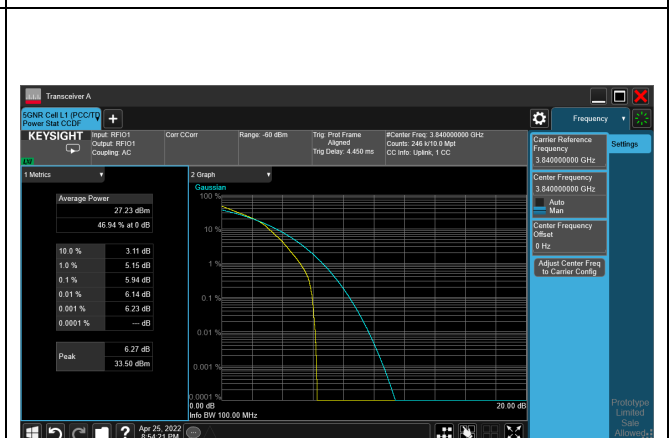 Transceiver A
5GNR Cell L1 (PCC/TQ
Power Stat CCDF
Frequency
KEYSIGHT
Input: RFIO1
Output: RFIO1
Coupling: AC
Corr CCorr
Range: -60 dBm
Trig: Prot Frame
Aligned
Trig Delay: 4.450 ms
#Center Freq: 3.840000000 GHz
Counts: 246 k/10.0 Mpt
CC Info: Uplink, 1 CC
LV
Carrier Reference
Frequency
3.840000000 GHz
Settings
Center Frequency
3.840000000 GHz
Auto
Man
Center Frequency
Offset
0 Hz
Adjust Center Freq
to Carrier Config
1 Metrics
Average Power
27.23 dBm
46.94 % at 0 dB
10.0 % 3.11 dB
1.0 % 5.15 dB
0.1 % 5.94 dB
0.01 % 6.14 dB
0.001 % 6.23 dB
0.0001 % --- dB
Peak
6.27 dB
33.50 dBm
2 Graph
Gaussian
100 %
10 %
1 %
0.1 %
0.01 %
0.001 %
0.0001 %
0.00 dB
20.00 dB
Info BW 100.00 MHz
Prototype
Limited
Sale
Allowed
?
Apr 25, 2022
8:54:21 PM